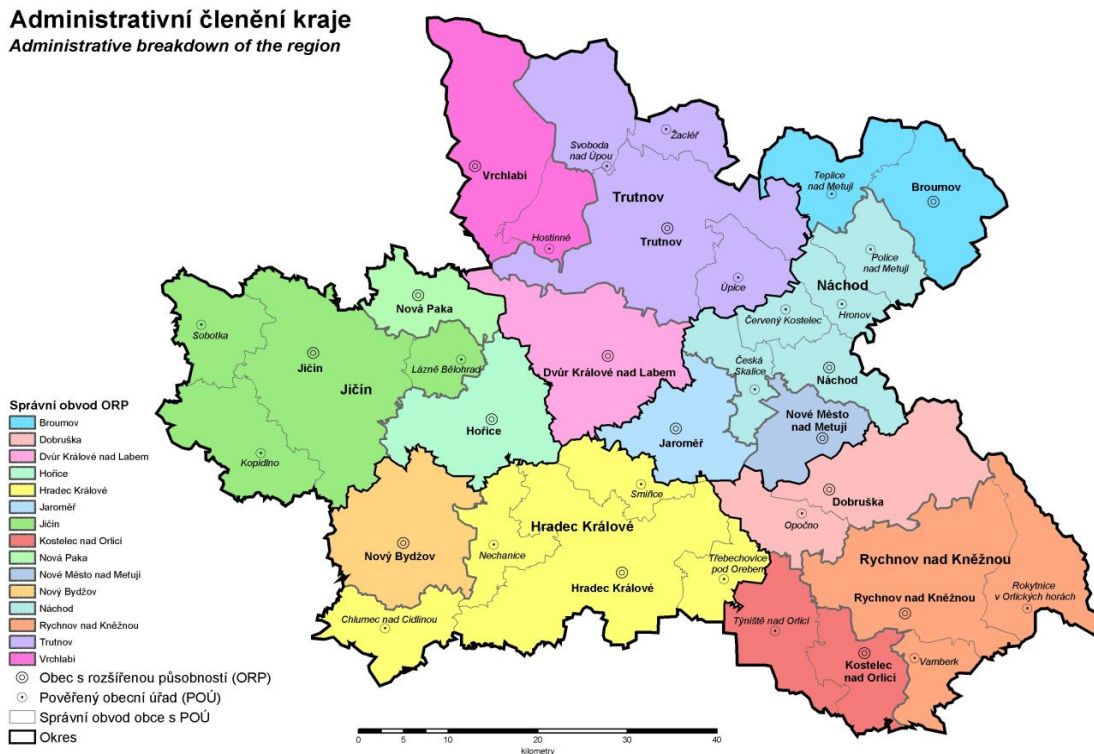 Administrativní členění kraje
Administrative breakdown of the region
Žacléř
Svoboda
nad Úpou
Vrchlabí
Teplice
nad Metují
Broumov
Trutnov
Trutnov
Hostinné
Police
nad Metují
Úpice
Náchod
Nová Paka
Hronov
Červený Kostelec
Sobotka
Jičín
Lázně Bělohrad
Dvůr Králové nad Labem
Česká
Skalice
Náchod
Jičín
Nové Město
nad Metují
Hořice
Jaroměř
Kopidlno
Smiřice
Dobruška
Opočno
Hradec Králové
Nový Bydžov
Nechanice
Třebechovice
pod Orebem
Rychnov nad Kněžnou
Hradec Králové
Rokytnice
v Orlických horách
Rychnov nad Kněžnou
Chlumec nad Cidlinou
Týniště nad Orlicí
Kostelec
nad Orlicí
Vamberk
Správní obvod ORP
Broumov
Dobruška
Dvůr Králové nad Labem
Hořice
Hradec Králové
Jaroměř
Jičín
Kostelec nad Orlicí
Nová Paka
Nové Město nad Metují
Nový Bydžov
Náchod
Rychnov nad Kněžnou
Trutnov
Vrchlabí
Obec s rozšířenou působností (ORP)
Pověřený obecní úřad (POÚ)
Správní obvod obce s POÚ
Okres
0 5 10 20 30 40
kilometry